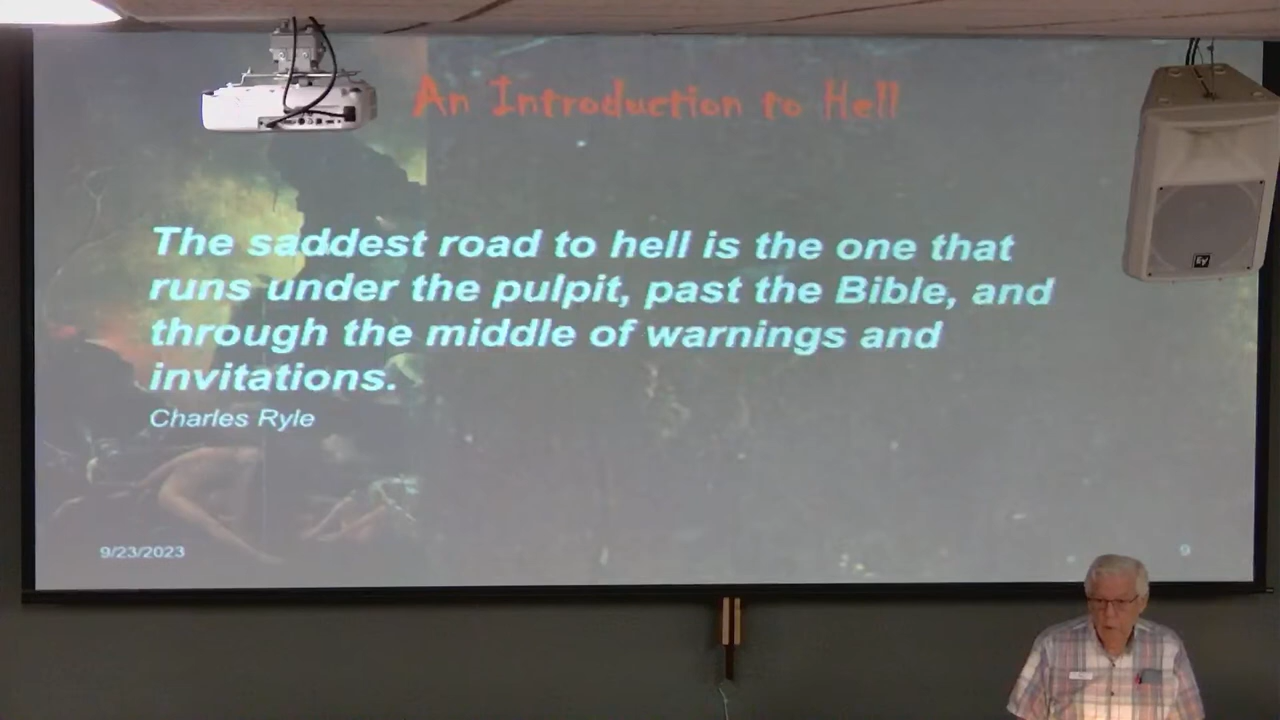 An Introduction to Hell
The saddest road to hell is the one that
runs under the pulpit, past the Bible, and
through the middle of warnings and
invitations.
Charles Ryle
9/23/2023
9
EV